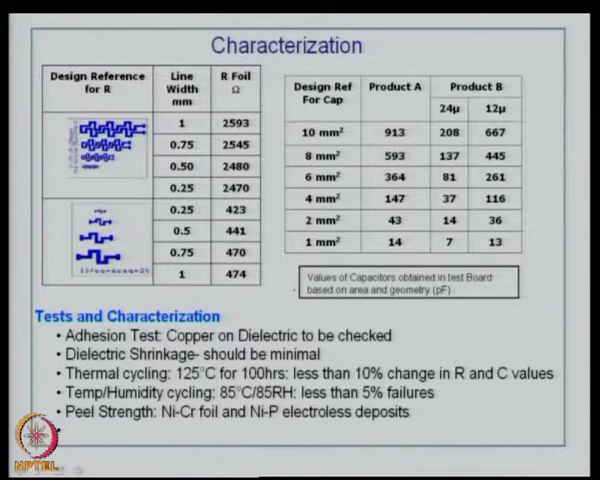 Characterization
Design Reference for R | Line Width mm | R Foil Ω
1 | 2593
0.75 | 2545
0.50 | 2480
0.25 | 2470
0.25 | 423
0.5 | 441
0.75 | 470
1 | 474
Design Ref For Cap | Product A | Product B
24µ | 12µ
10 mm² | 913 | 208 | 667
8 mm² | 593 | 137 | 445
6 mm² | 364 | 81 | 261
4 mm² | 147 | 37 | 116
2 mm² | 43 | 14 | 36
1 mm² | 14 | 7 | 13
Values of Capacitors obtained in test Board
based on area and geometry (pF)
Tests and Characterization
• Adhesion Test: Copper on Dielectric to be checked
• Dielectric Shrinkage- should be minimal
• Thermal cycling: 125°C for 100hrs: less than 10% change in R and C values
• Temp/Humidity cycling: 85°C/85RH: less than 5% failures
• Peel Strength: Ni-Cr foil and Ni-P electroless deposits
NPTEL